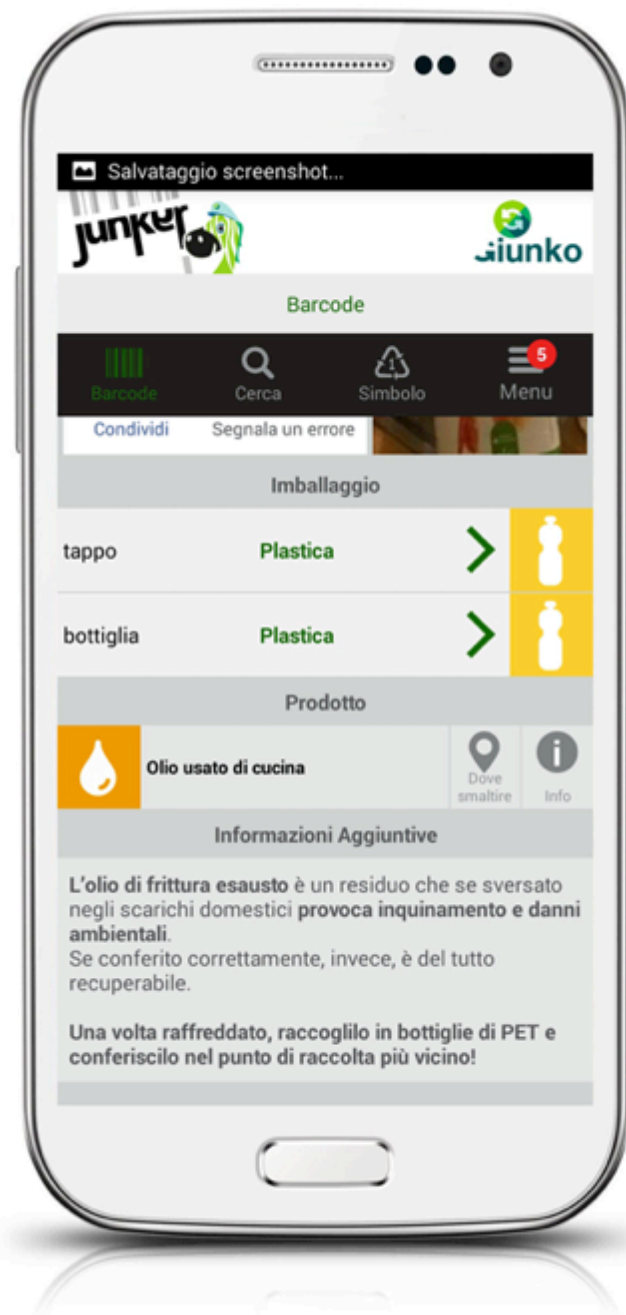 Salvataggio screenshot...
junker
Giunko
Barcode
Barcode Cerca 1 Simbolo 5 Menu
Condividi Segnala un errore
Imballaggio
tappo Plastica
bottiglia Plastica
Prodotto
Olio usato di cucina
Dove
smaltire
i
Info
Informazioni Aggiuntive
L'olio di frittura esausto è un residuo che se sversato
negli scarichi domestici provoca inquinamento e danni
ambientali.
Se conferito correttamente, invece, è del tutto
recuperabile.
Una volta raffreddato, raccoglilo in bottiglie di PET e
conferiscilo nel punto di raccolta più vicino!